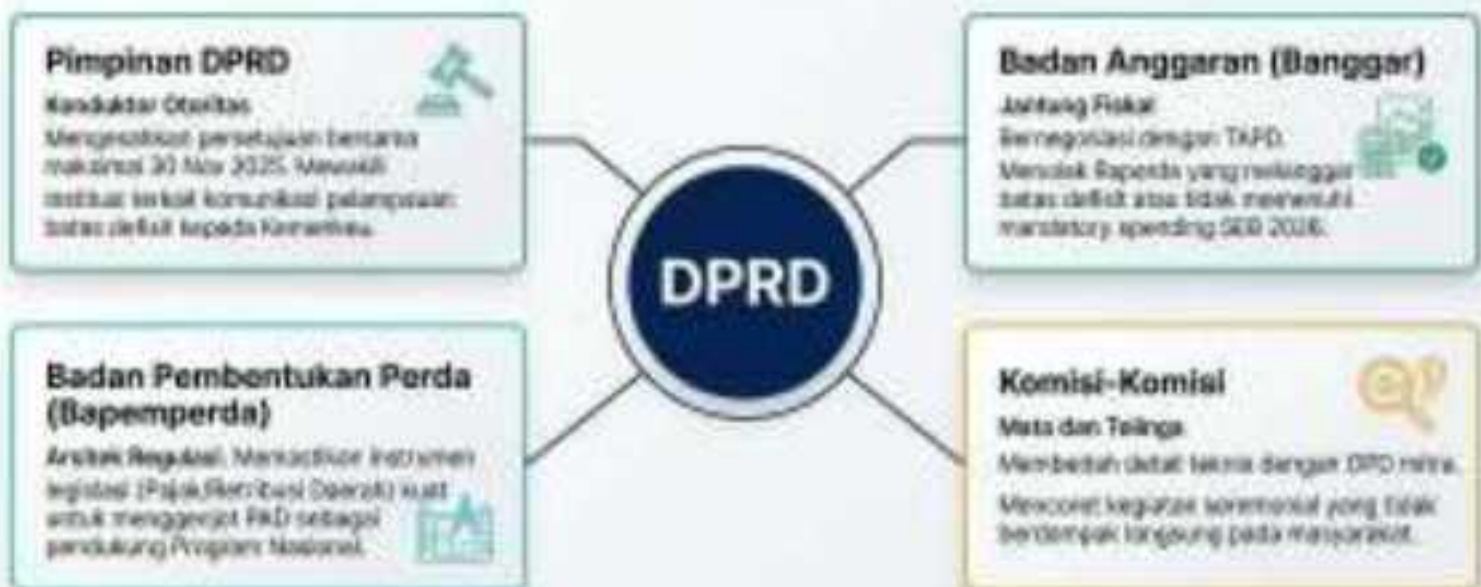 Pimpinan DPRD
Konduktor Otoritas
Mengesahkan persetujuan bersama
maksimal 30 Nov 2025. Mewakili
institusi terkait komunikasi pelampauan
batas defisit kepada Kemenkeu.
Badan Anggaran (Banggar)
Jantung Fiskal
Bernegosiasi dengan TAPD.
Menolak Raperda yang melanggar
batas defisit atau tidak memenuhi
mandatory spending 2026.
DPRD
Badan Pembentukan Perda
(Bapemperda)
Arsitek Regulasi. Memastikan instrumen
legislasi (Pajak/Retribusi Daerah) kuat
untuk menggenjot PAD sebagai
pendukung Program Nasional.
Komisi-Komisi
Mata dan Telinga
Membedah detail teknis dengan OPD mitra.
Mencoret kegiatan seremonial yang tidak
berdampak langsung pada masyarakat.